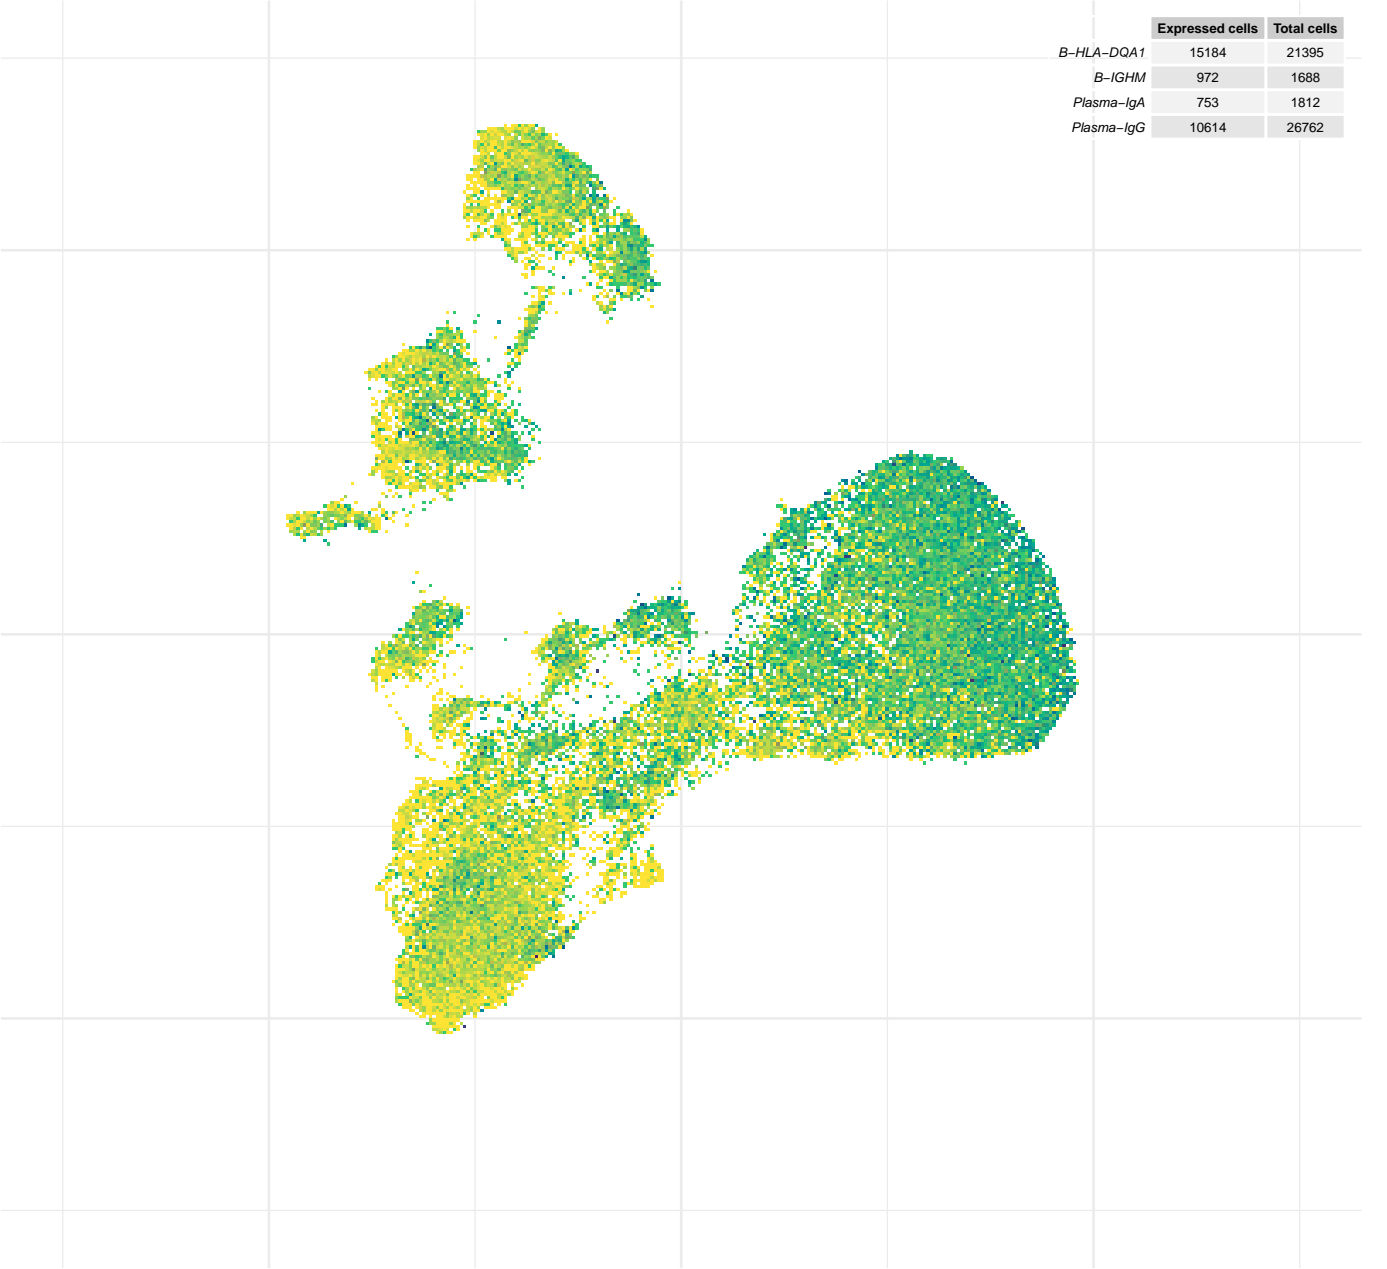 Expressed cells Total cells
B−HLA−DQA1 15184 21395
B−IGHM 972 1688
Plasma−IgA 753 1812
Plasma−IgG 10614 26762